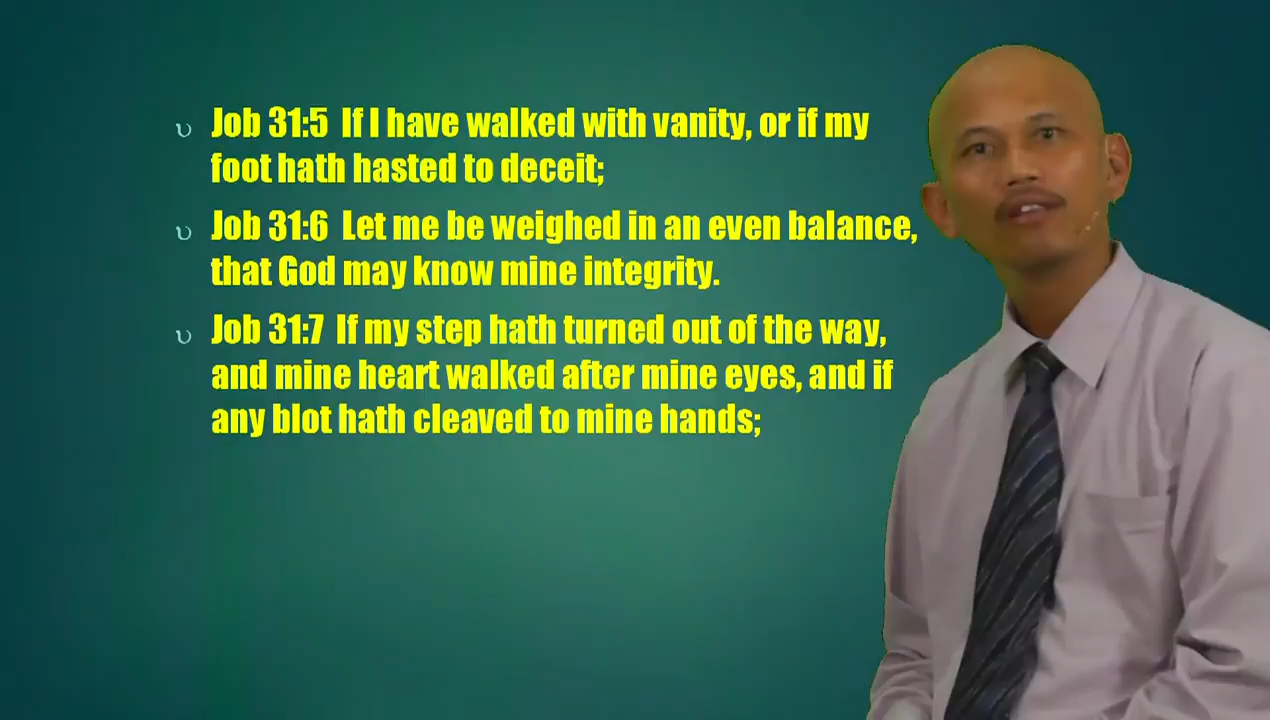 Job 31:5 If I have walked with vanity, or if my
foot hath hasted to deceit;
Job 31:6 Let me be weighed in an even balance,
that God may know mine integrity.
Job 31:7 If my step hath turned out of the way,
and mine heart walked after mine eyes, and if
any blot hath cleaved to mine hands;